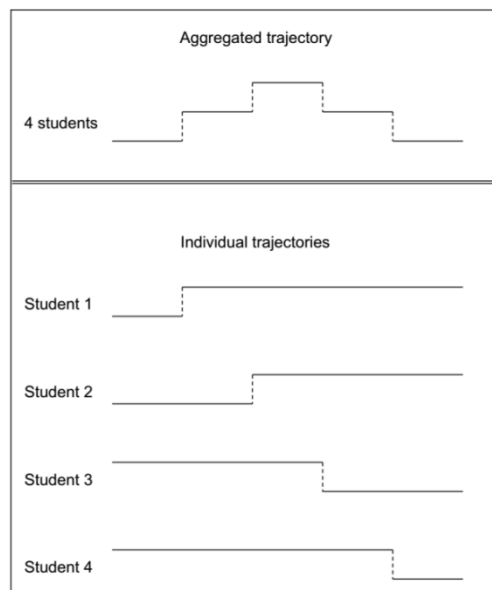 Aggregated trajectory
4 students
Individual trajectories
Student 1
Student 2
Student 3
Student 4